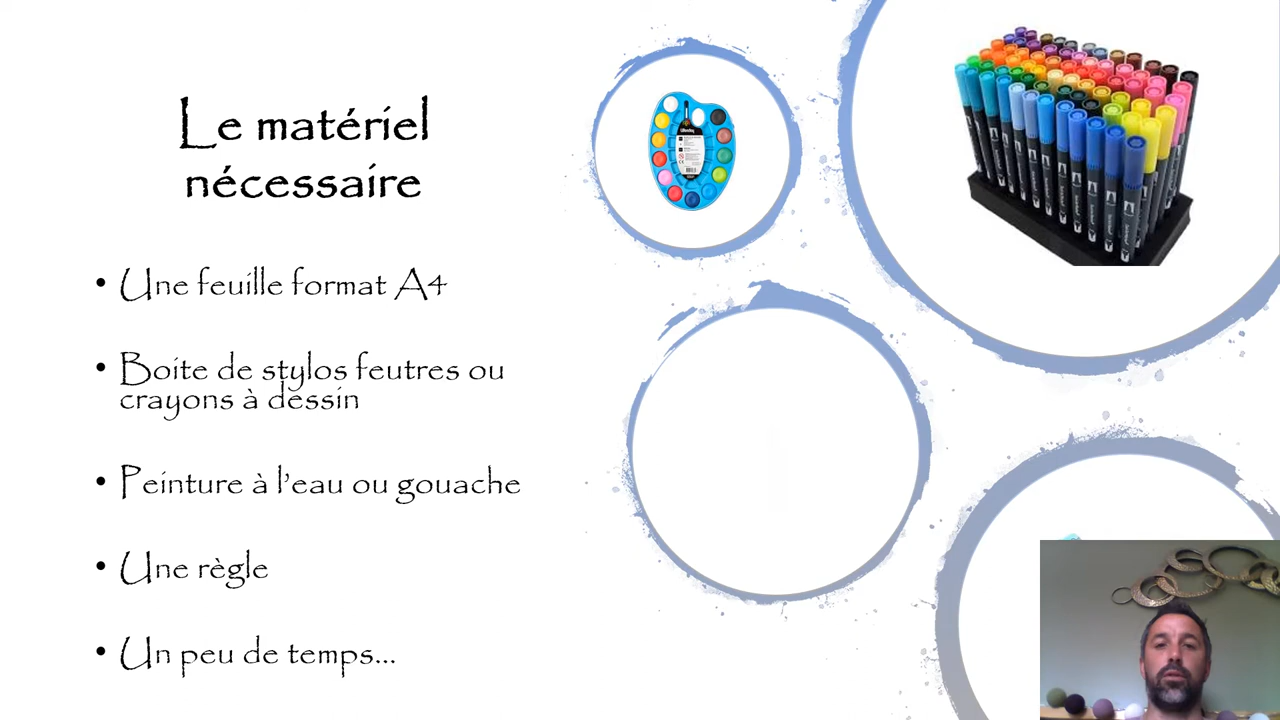 Le matériel
nécessaire
• Une feuille format A4
• Boite de stylos feutres ou
crayons à dessin
• Peinture à l'eau ou gouache
• Une règle
• Un peu de temps...